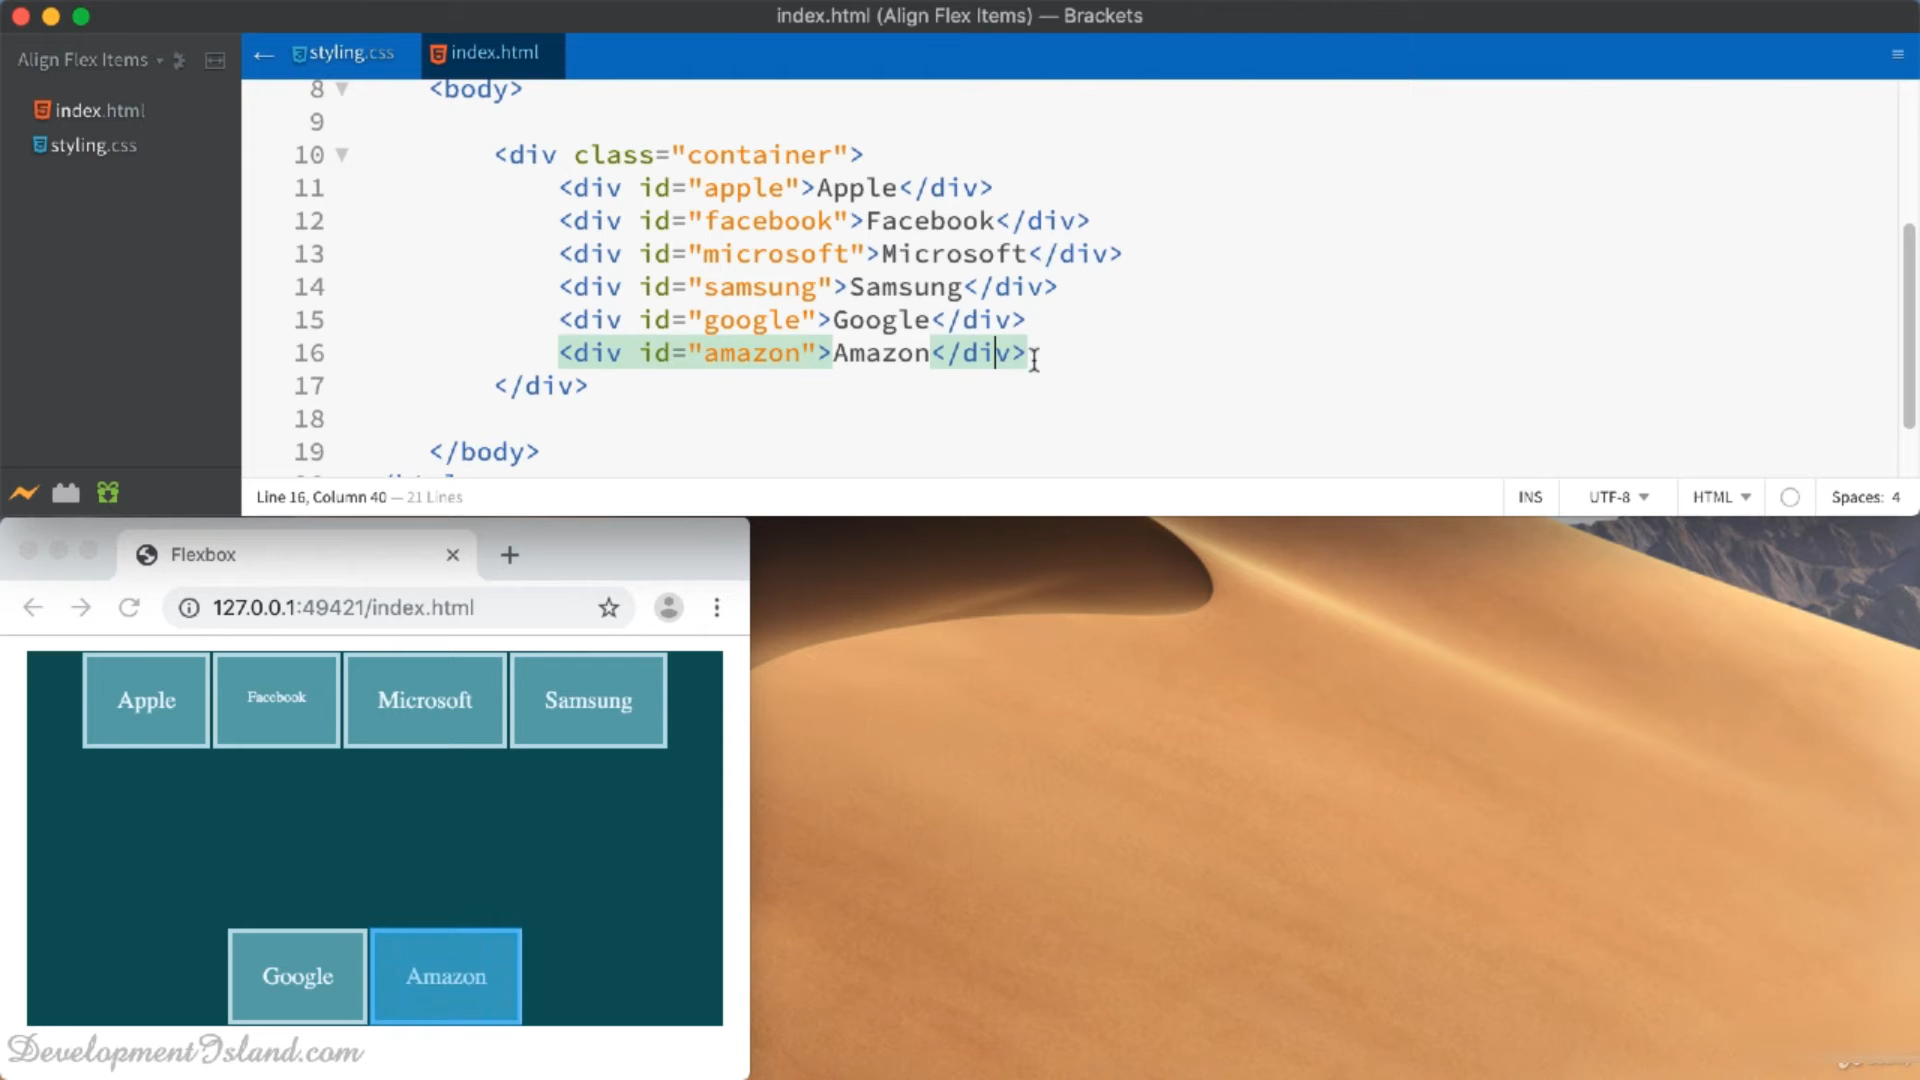 index.html (Align Flex Items) — Brackets
Align Flex Items
styling.css
index.html
index.html
styling.css
8 <body>
9
10 <div class="container">
11 <div id="apple">Apple</div>
12 <div id="facebook">Facebook</div>
13 <div id="microsoft">Microsoft</div>
14 <div id="samsung">Samsung</div>
15 <div id="google">Google</div>
16 <div id="amazon">Amazon</div>
17 </div>
18
19 </body>
Line 16, Column 40 — 21 Lines
INS UTF-8 HTML Spaces: 4
Flexbox
127.0.0.1:49421/index.html
Apple Facebook Microsoft Samsung
Google Amazon
DevelopmentIsland.com